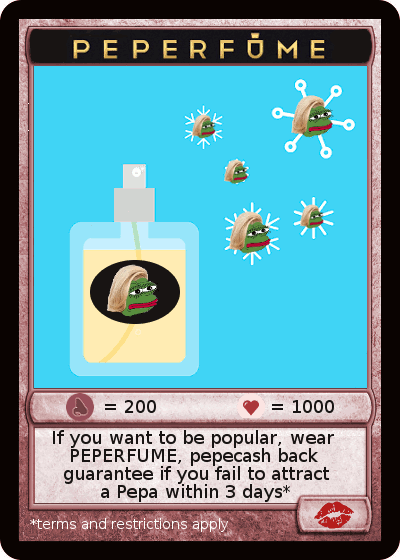 PEPERFUME
= 200
= 1000
If you want to be popular, wear
PEPERFUME, pepecash back
guarantee if you fail to attract
a Pepa within 3 days*
*terms and restrictions apply